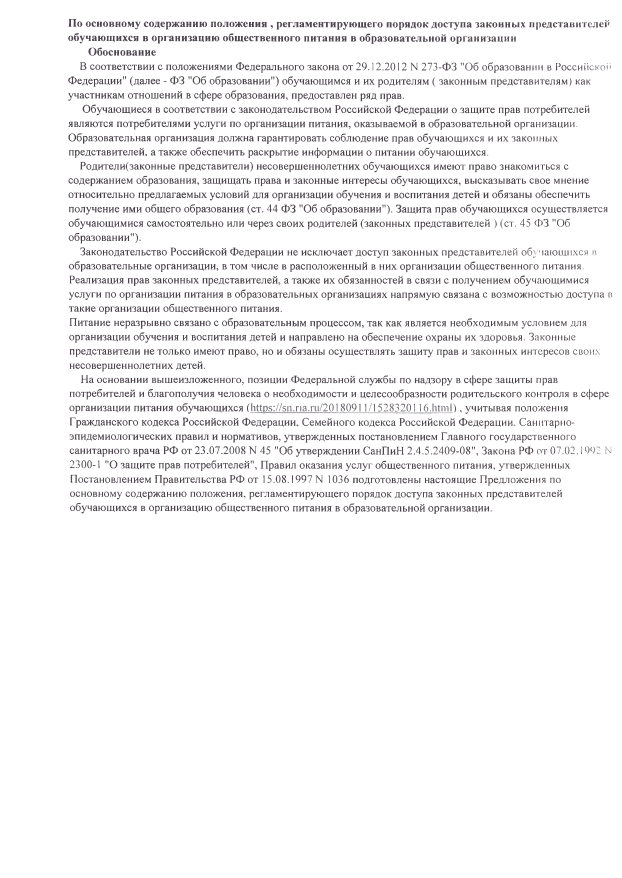 По основному содержанию положения , регламентирующего порядок доступа законных представителей
обучающихся в организацию общественного питания в образовательной организации
Обоснование
В соответствии с положениями Федерального закона от 29.12.2012 N 273-ФЗ "Об образовании в Российской
Федерации" (далее - ФЗ "Об образовании") обучающимся и их родителям ( законным представителям) как
участникам отношений в сфере образования, предоставлен ряд прав.
Обучающиеся в соответствии с законодательством Российской Федерации о защите прав потребителей
являются потребителями услуги по организации питания, оказываемой в образовательной организации.
Образовательная организация должна гарантировать соблюдение прав обучающихся и их законных
представителей, а также обеспечить раскрытие информации о питании обучающихся.
Родители(законные представители) несовершеннолетних обучающихся имеют право знакомиться с
содержанием образования, защищать права и законные интересы обучающихся, высказывать свое мнение
относительно предлагаемых условий для организации обучения и воспитания детей и обязаны обеспечить
получение ими общего образования (ст. 44 ФЗ "Об образовании"). Защита прав обучающихся осуществляется
обучающимися самостоятельно или через своих родителей (законных представителей ) (ст. 45 ФЗ "Об
образовании").
Законодательство Российской Федерации не исключает доступ законных представителей обучающихся в
образовательные организации, в том числе в расположенный в них организации общественного питания.
Реализация прав законных представителей, а также их обязанностей в связи с получением обучающимися
услуги по организации питания в образовательных организациях напрямую связана с возможностью доступа в
такие организации общественного питания.
Питание неразрывно связано с образовательным процессом, так как является необходимым условием для
организации обучения и воспитания детей и направлено на обеспечение охраны их здоровья. Законные
представители не только имеют право, но и обязаны осуществлять защиту прав и законных интересов своих
несовершеннолетних детей.
На основании вышеизложенного, позиции Федеральной службы по надзору в сфере защиты прав
потребителей и благополучия человека о необходимости и целесообразности родительского контроля в сфере
организации питания обучающихся (https://sn.ria.ru/20180911/1528320116.html) , учитывая положения
Гражданского кодекса Российской Федерации, Семейного кодекса Российской Федерации. Санитарно-
эпидемиологических правил и нормативов, утвержденных постановлением Главного государственного
санитарного врача РФ от 23.07.2008 N 45 "Об утверждении СанПиН 2.4.5.2409-08", Закона РФ от 07.02.1992 N
2300-1 "О защите прав потребителей", Правил оказания услуг общественного питания, утвержденных
Постановлением Правительства РФ от 15.08.1997 N 1036 подготовлены настоящие Предложения по
основному содержанию положения, регламентирующего порядок доступа законных представителей
обучающихся в организацию общественного питания в образовательной организации.